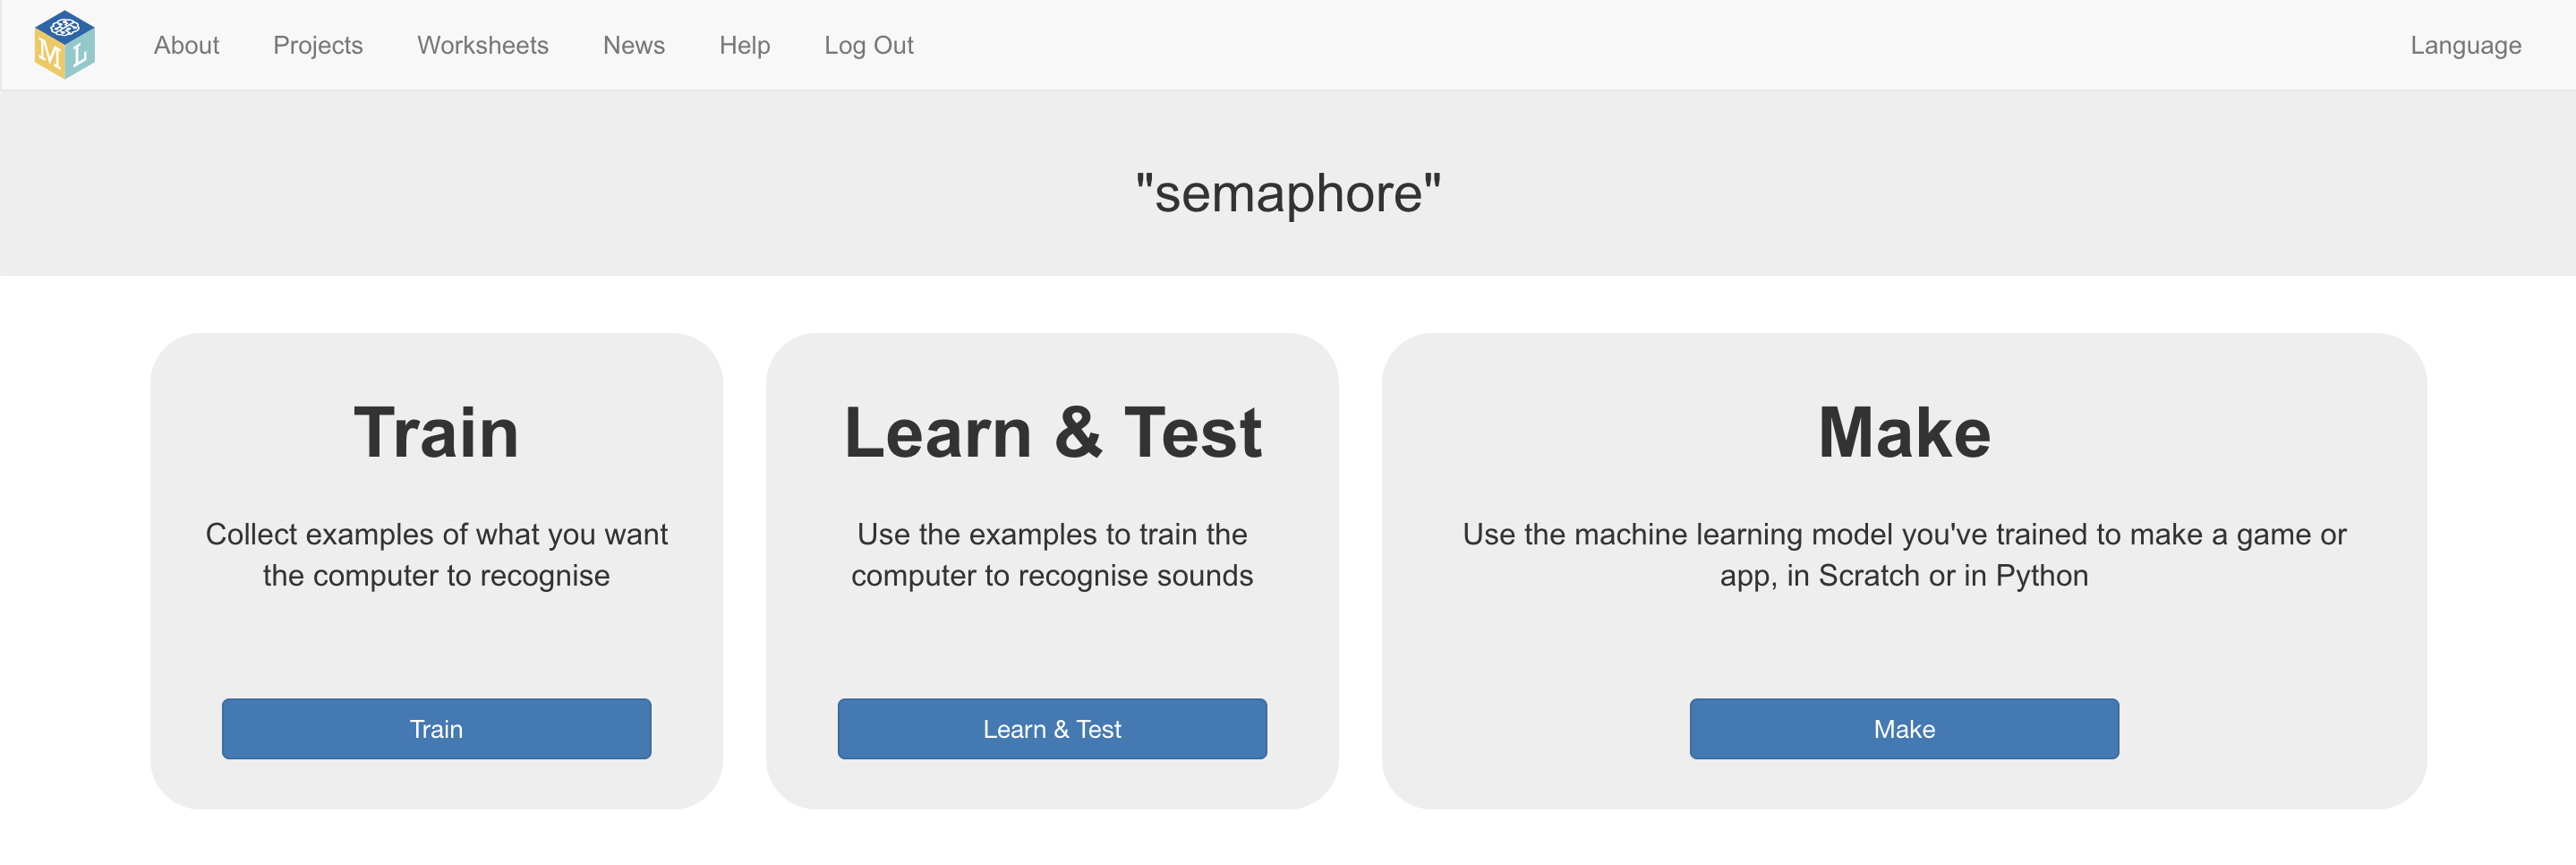 ML
About
Projects
Worksheets
News
Help
Log Out
Language
"semaphore"
Train
Collect examples of what you want
the computer to recognise
Train
Learn & Test
Use the examples to train the
computer to recognise sounds
Learn & Test
Make
Use the machine learning model you've trained to make a game or
app, in Scratch or in Python
Make